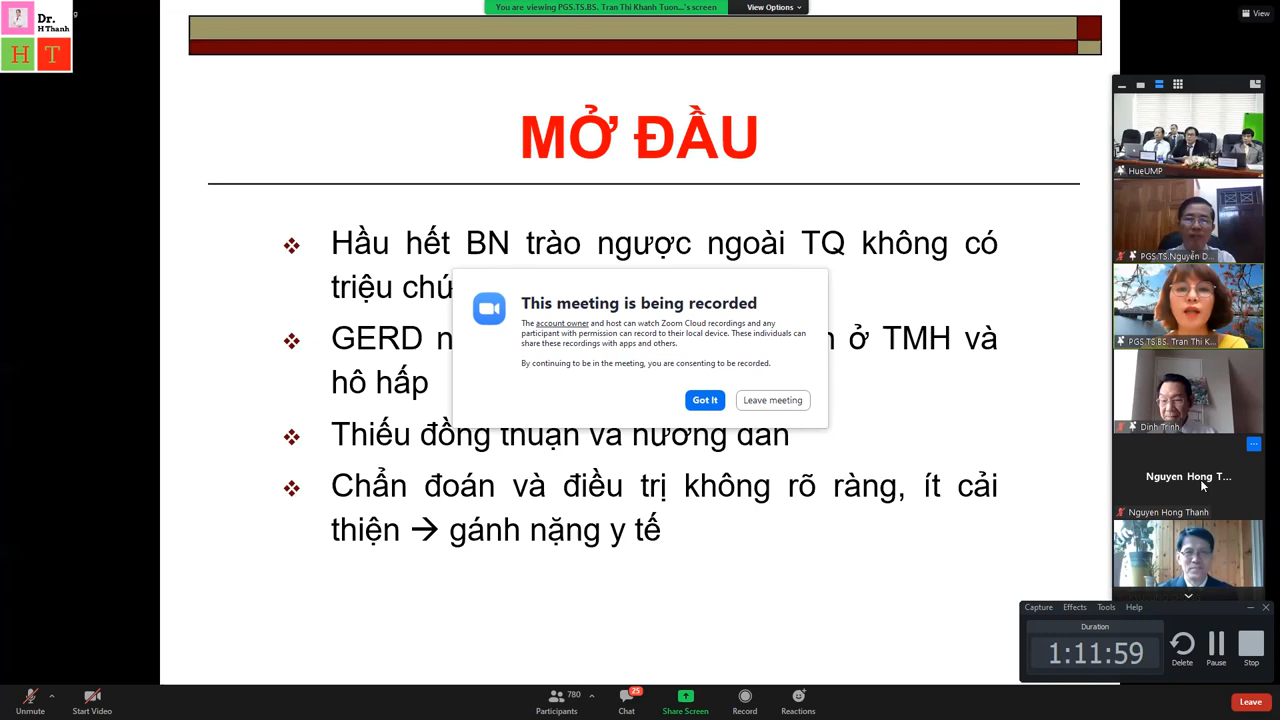 Dr.
H Thanh
H T
You are viewing PGS.TS.BS. Tran Thi Khanh Tuon...'s screen
View Options
View
MỞ ĐẦU
Hầu hết BN trào ngược ngoài TQ không có
triệu chứ
GERD
ở TMH và
hô hấp
Thiếu đồng thuận và hướng dẫn
Chẩn đoán và điều trị không rõ ràng, ít cải
thiện → gánh nặng y tế
This meeting is being recorded
The account owner and host can watch Zoom Cloud recordings and any
participant with permission can record to their local device. These individuals can
share these recordings with apps and others.
By continuing to be in the meeting, you are consenting to be recorded.
Got It
Leave meeting
HueUMP
PGS.TS.Nguyễn D...
PGS.TS.BS. Tran Thi K...
Dinh Trinh
Nguyen Hong T...
Nguyen Hong Thanh
Capture Effects Tools Help
Duration
1:11:59
Delete Pause Stop
Unmute
Start Video
780
Participants
25
Chat
Share Screen
Record
Reactions
Leave